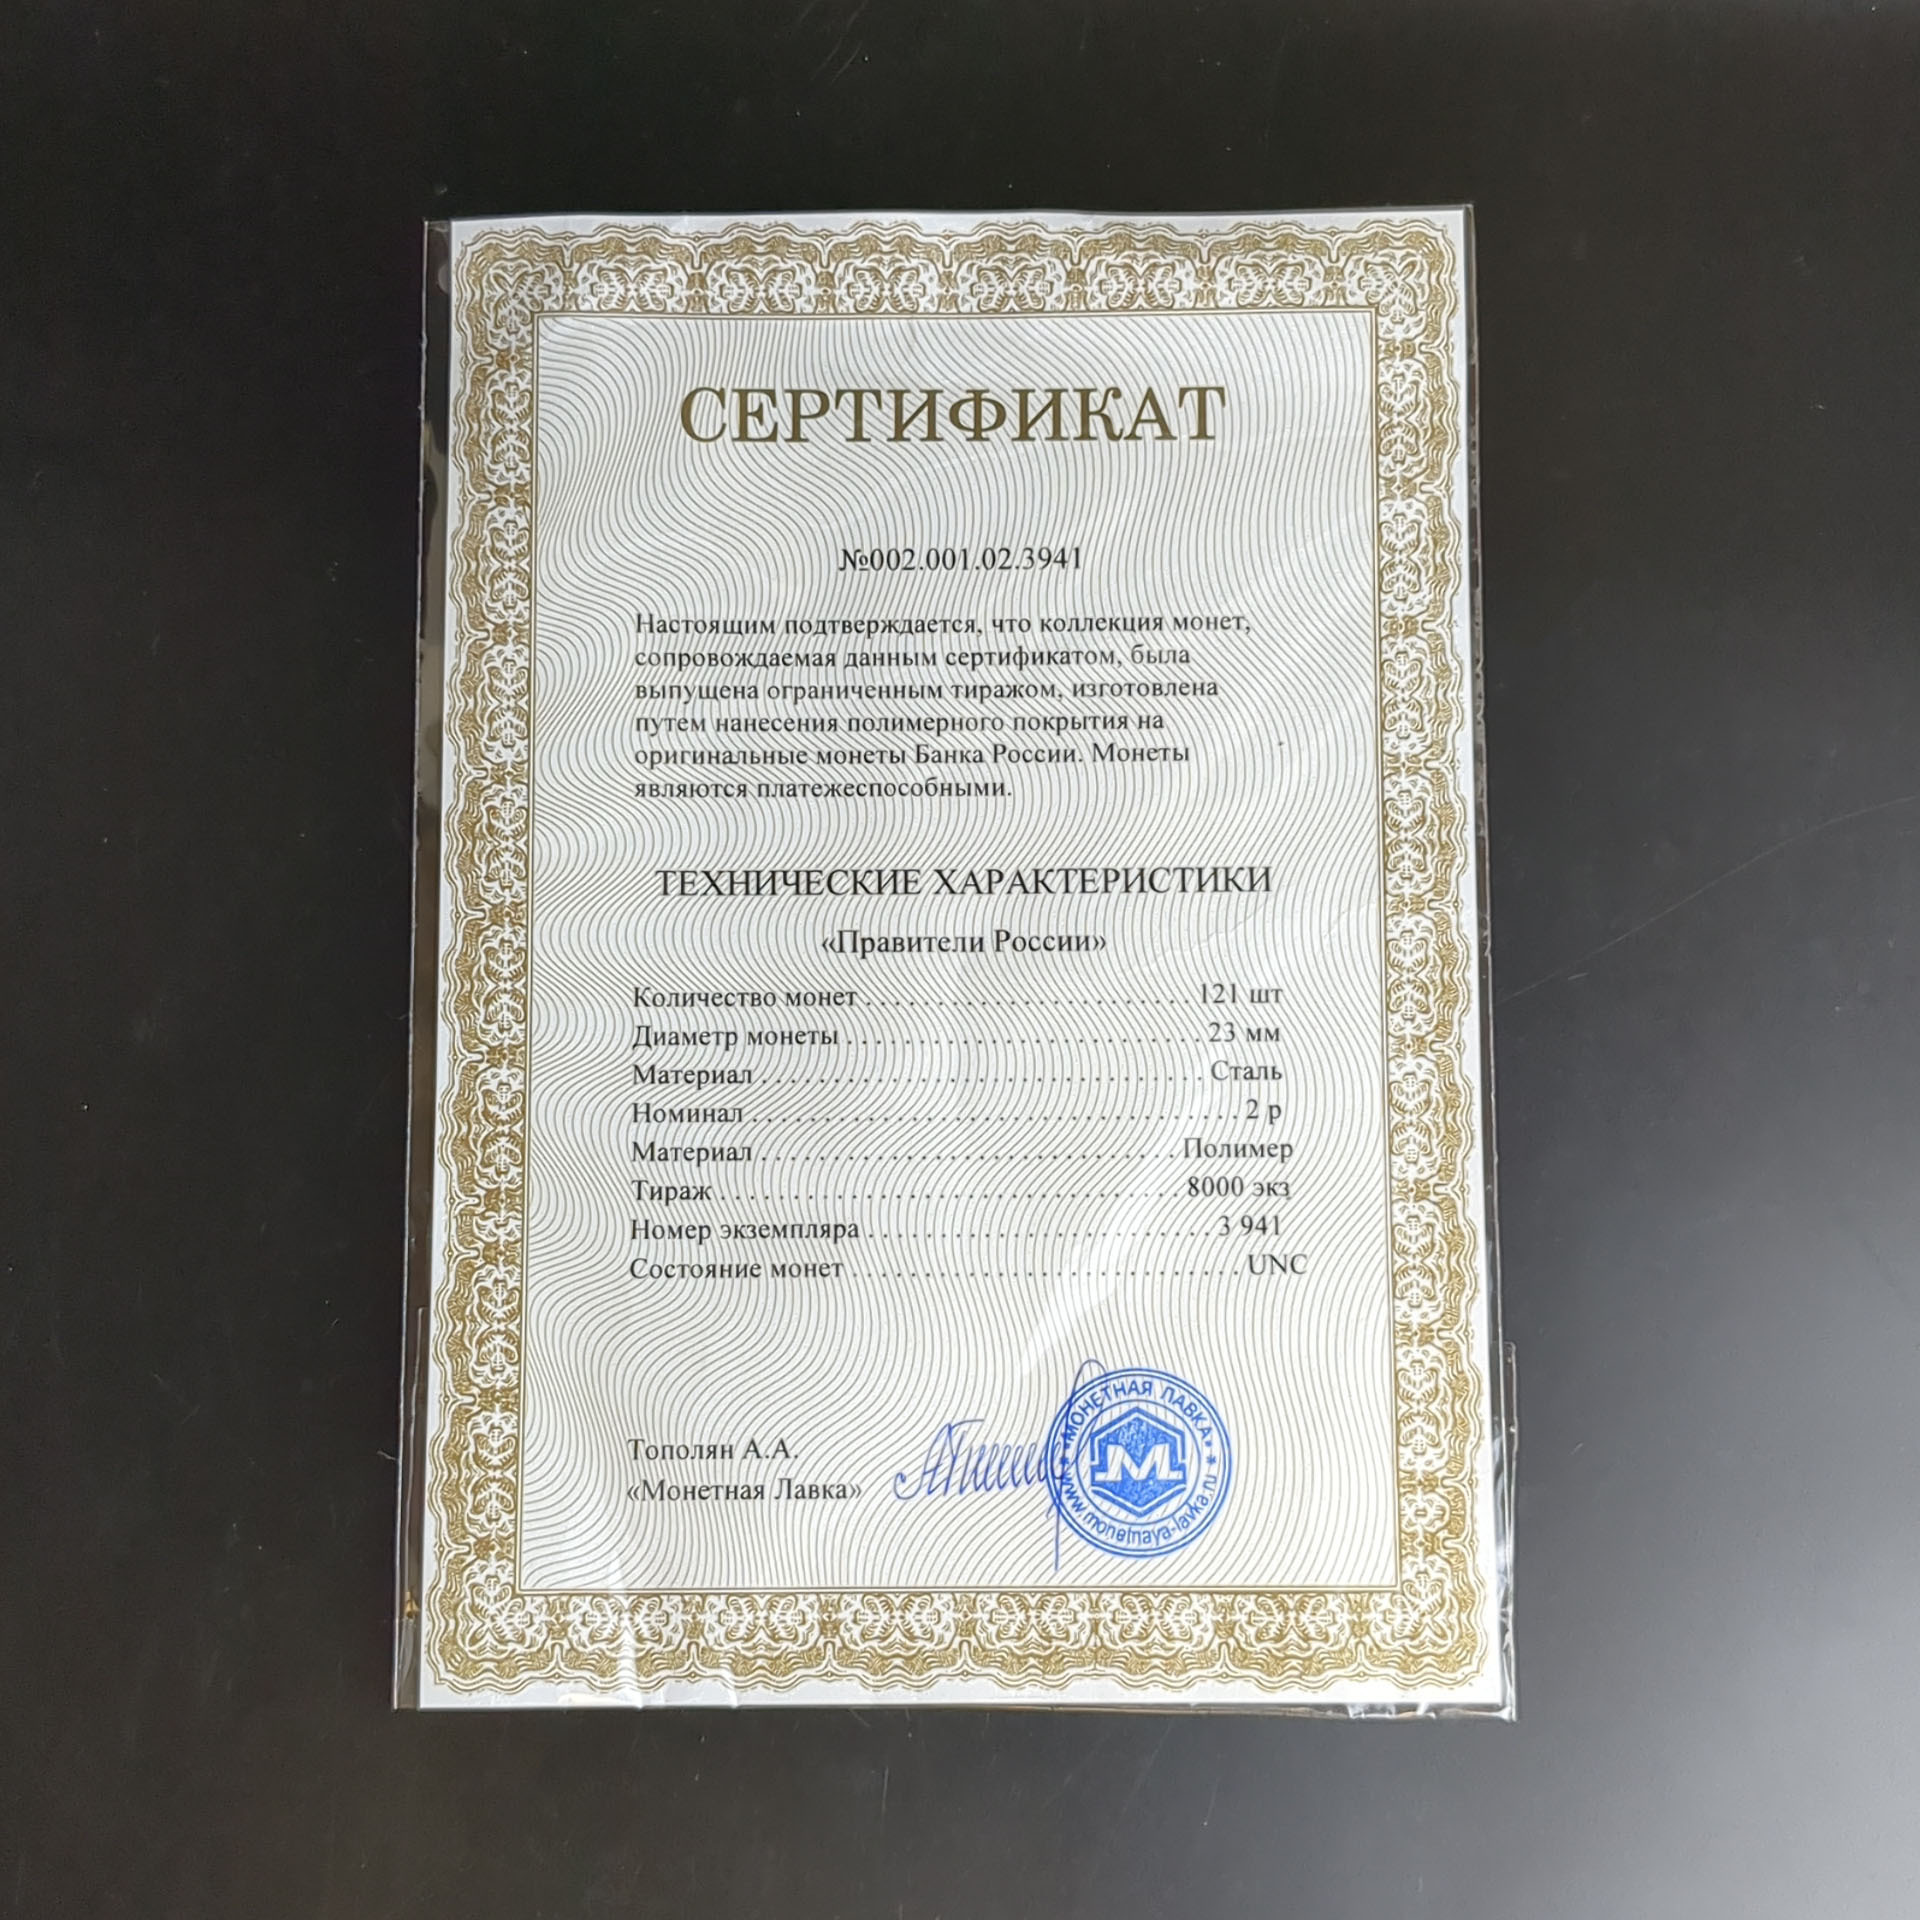 СЕРТИФИКАТ
№002.001.02.3941
Настоящим подтверждается, что коллекция монет,
сопровождаемая данным сертификатом, была
выпущена ограниченным тиражом, изготовлена
путем нанесения полимерного покрытия на
оригинальные монеты Банка России. Монеты
являются платежеспособными.
ТЕХНИЧЕСКИЕ ХАРАКТЕРИСТИКИ
«Правители России»
Количество монет . . . . . . . . . . . . . . . . . . . . . . . 121 шт
Диаметр монеты . . . . . . . . . . . . . . . . . . . . . . . . . 23 мм
Материал . . . . . . . . . . . . . . . . . . . . . . . . . . . . . . . Сталь
Номинал . . . . . . . . . . . . . . . . . . . . . . . . . . . . . . . . . . 2 р
Материал . . . . . . . . . . . . . . . . . . . . . . . . . . . . . Полимер
Тираж . . . . . . . . . . . . . . . . . . . . . . . . . . . . . . . . 8000 экз
Номер экземпляра . . . . . . . . . . . . . . . . . . . . . . . . 3 941
Состояние монет . . . . . . . . . . . . . . . . . . . . . . . . . . . UNC
Тополян А.А.
«Монетная Лавка»
* «МОНЕТНАЯ ЛАВКА» *
М
www.monetnaya-lavka.ru